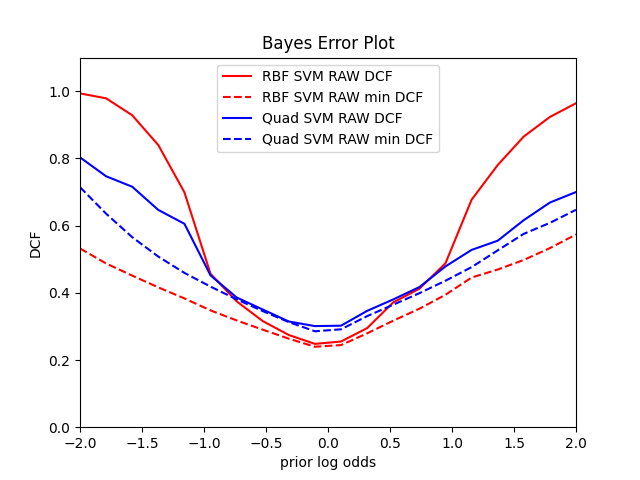 Bayes Error Plot
RBF SVM RAW DCF
RBF SVM RAW min DCF
Quad SVM RAW DCF
Quad SVM RAW min DCF
DCF
1.0
0.8
0.6
0.4
0.2
0.0
−2.0 −1.5 −1.0 −0.5 0.0 0.5 1.0 1.5 2.0
prior log odds